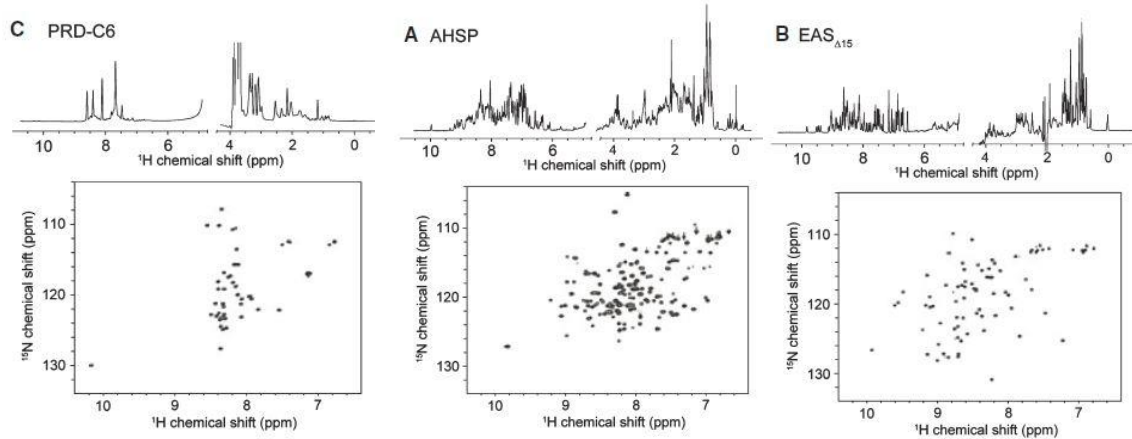 C PRD-C6
10 8 6 4 2 0
¹H chemical shift (ppm)
110
120
130
¹⁵N chemical shift (ppm)
10 9 8 7
¹H chemical shift (ppm)
A AHSP
10 8 6 4 2 0
¹H chemical shift (ppm)
110
120
130
¹⁵N chemical shift (ppm)
10 9 8 7
¹H chemical shift (ppm)
B EAS Δ15
10 8 6 4 2 0
¹H chemical shift (ppm)
110
120
130
¹⁵N chemical shift (ppm)
10 9 8 7
¹H chemical shift (ppm)